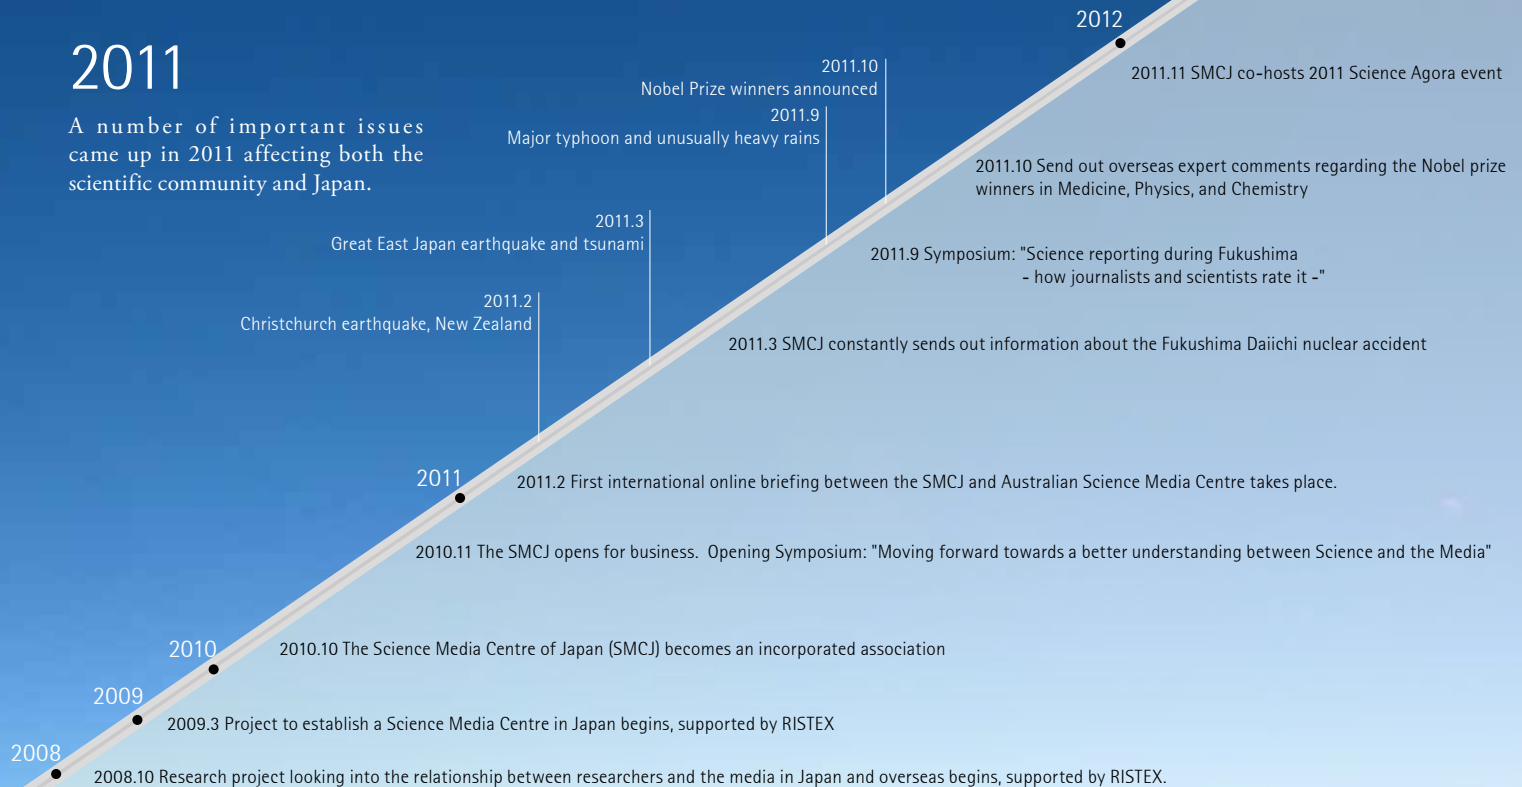 2011
A number of important issues
came up in 2011 affecting both the
scientific community and Japan.
2012
2011.10
Nobel Prize winners announced
2011.9
Major typhoon and unusually heavy rains
2011.3
Great East Japan earthquake and tsunami
2011.2
Christchurch earthquake, New Zealand
2011.11 SMCJ co-hosts 2011 Science Agora event
2011.10 Send out overseas expert comments regarding the Nobel prize
winners in Medicine, Physics, and Chemistry
2011.9 Symposium: "Science reporting during Fukushima
- how journalists and scientists rate it -"
2011.3 SMCJ constantly sends out information about the Fukushima Daiichi nuclear accident
2011
2011.2 First international online briefing between the SMCJ and Australian Science Media Centre takes place.
2010.11 The SMCJ opens for business. Opening Symposium: "Moving forward towards a better understanding between Science and the Media"
2010
2010.10 The Science Media Centre of Japan (SMCJ) becomes an incorporated association
2009
2009.3 Project to establish a Science Media Centre in Japan begins, supported by RISTEX
2008
2008.10 Research project looking into the relationship between researchers and the media in Japan and overseas begins, supported by RISTEX.